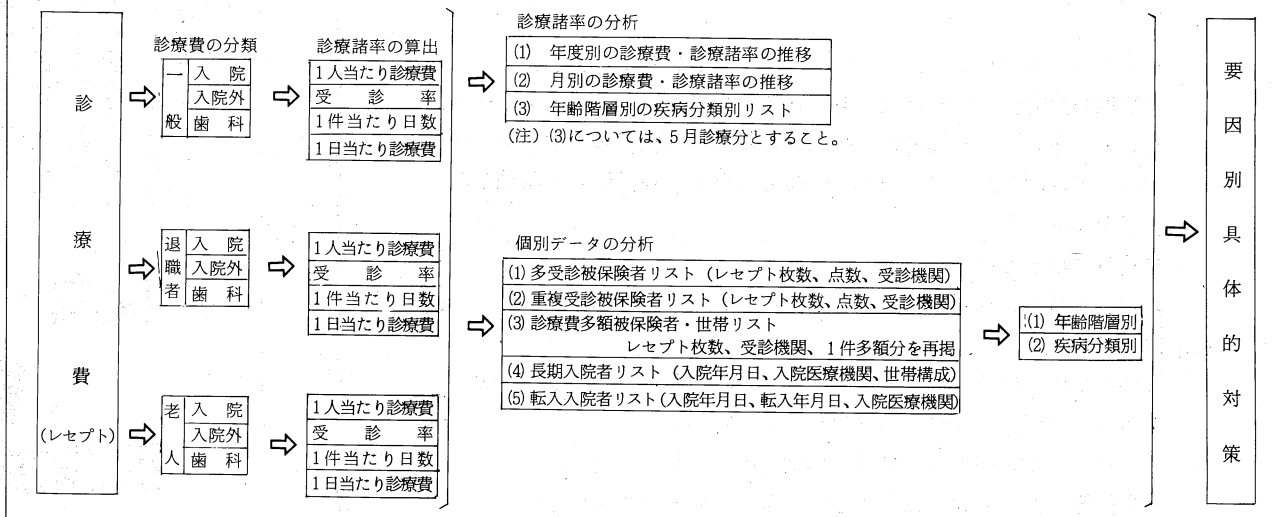 診療費
(レセプト)
診療費の分類
一般
入院
入院外
歯科
退職者
入院
入院外
歯科
老人
入院
入院外
歯科
診療諸率の算出
1人当たり診療費
受診率
1件当たり日数
1日当たり診療費
1人当たり診療費
受診率
1件当たり日数
1日当たり診療費
1人当たり診療費
受診率
1件当たり日数
1日当たり診療費
診療諸率の分析
(1) 年度別の診療費・診療諸率の推移
(2) 月別の診療費・診療諸率の推移
(3) 年齢階層別の疾病分類別リスト
(注) (3)については、5月診療分とすること。
個別データの分析
(1) 多受診被保険者リスト (レセプト枚数、点数、受診機関)
(2) 重複受診被保険者リスト (レセプト枚数、点数、受診機関)
(3) 診療費多額被保険者・世帯リスト
レセプト枚数、受診機関、1件多額分を再掲
(4) 長期入院者リスト (入院年月日、入院医療機関、世帯構成)
(5) 転入入院者リスト(入院年月日、転入年月日、入院医療機関)
(1) 年齢階層別
(2) 疾病分類別
要因別具体的対策